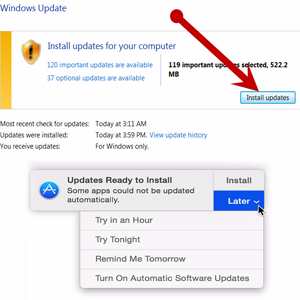 Windows Update
Install updates for your computer
120 important updates are available
119 important updates selected, 522.2
MB
37 optional updates are available
Install updates
Most recent check for updates: Today at 3:11 AM
Updates were installed: Today at 3:59 PM. View update history
You receive updates: For Windows only.
Updates Ready to Install
Some apps could not be updated
automatically.
Install
Later
Try in an Hour
Try Tonight
Remind Me Tomorrow
Turn On Automatic Software Updates